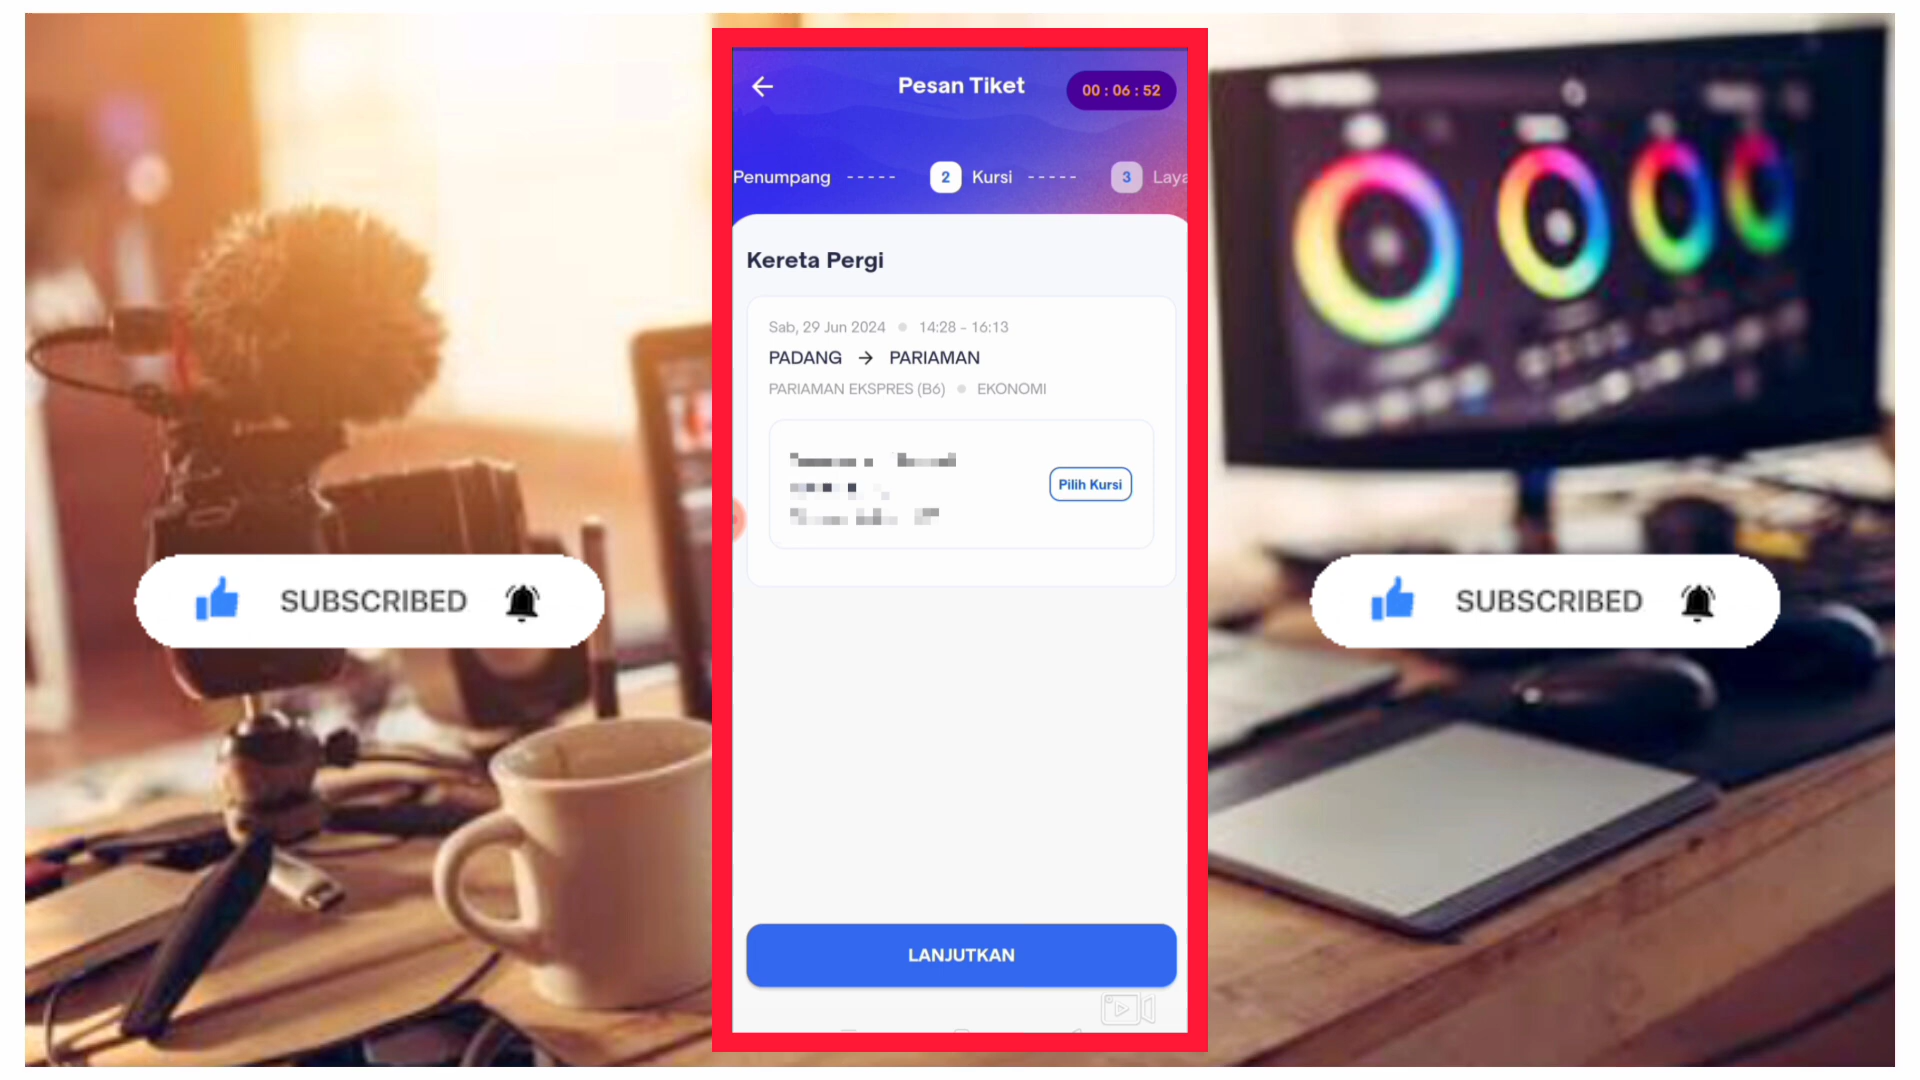 Pesan Tiket
00 : 06 : 52
Penumpang ----- 2 Kursi ----- 3 Laya
Kereta Pergi
Sab, 29 Jun 2024 • 14:28 - 16:13
PADANG → PARIAMAN
PARIAMAN EKSPRES (B6) • EKONOMI
Pilih Kursi
SUBSCRIBED
SUBSCRIBED
LANJUTKAN